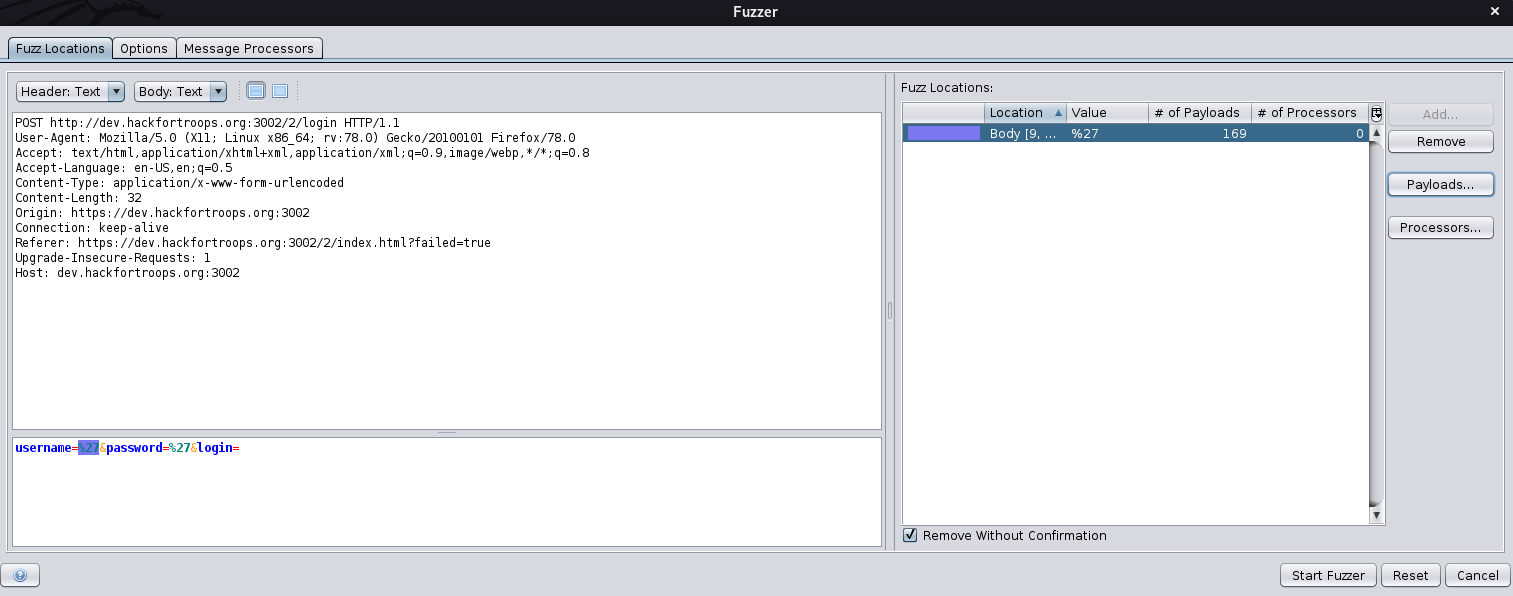 Fuzzer
Fuzz Locations Options Message Processors
Header: Text Body: Text
POST http://dev.hackfortroops.org:3002/2/login HTTP/1.1
User-Agent: Mozilla/5.0 (X11; Linux x86_64; rv:78.0) Gecko/20100101 Firefox/78.0
Accept: text/html,application/xhtml+xml,application/xml;q=0.9,image/webp,*/*;q=0.8
Accept-Language: en-US,en;q=0.5
Content-Type: application/x-www-form-urlencoded
Content-Length: 32
Origin: https://dev.hackfortroops.org:3002
Connection: keep-alive
Referer: https://dev.hackfortroops.org:3002/2/index.html?failed=true
Upgrade-Insecure-Requests: 1
Host: dev.hackfortroops.org:3002
username=%27&password=%27&login=
Fuzz Locations:
Location Value # of Payloads # of Processors
Body [9, ... %27 169 0
Add...
Remove
Payloads...
Processors...
Remove Without Confirmation
Start Fuzzer Reset Cancel